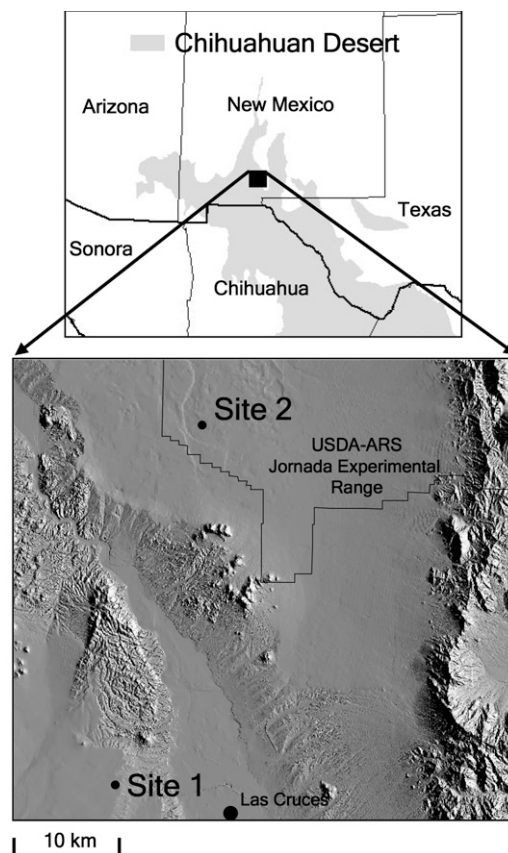 Chihuahuan Desert
Arizona
New Mexico
Texas
Sonora
Chihuahua
Site 2
USDA-ARS
Jornada Experimental
Range
Site 1
Las Cruces
10 km